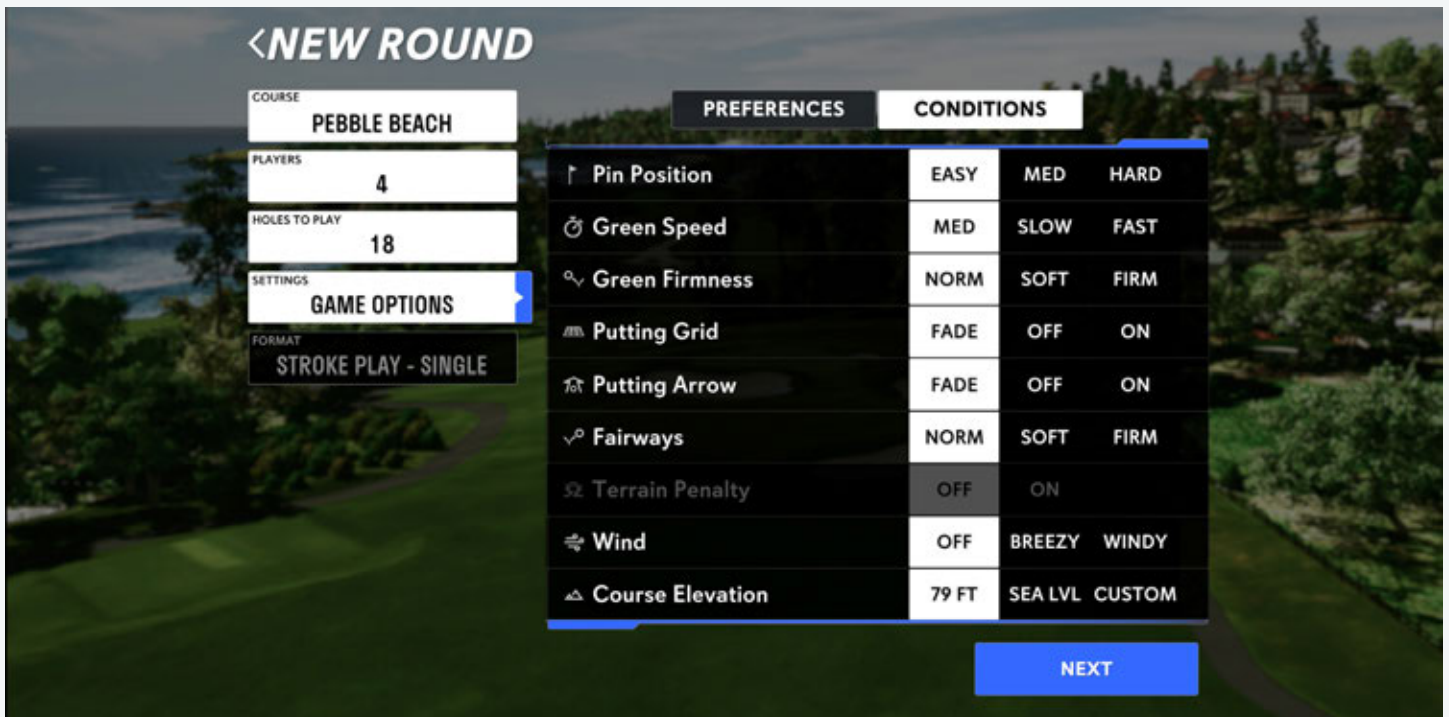 <NEW ROUND
COURSE
PEBBLE BEACH
PLAYERS
4
HOLES TO PLAY
18
SETTINGS
GAME OPTIONS
FORMAT
STROKE PLAY - SINGLE
PREFERENCES CONDITIONS
Pin Position EASY MED HARD
Green Speed MED SLOW FAST
Green Firmness NORM SOFT FIRM
Putting Grid FADE OFF ON
Putting Arrow FADE OFF ON
Fairways NORM SOFT FIRM
Terrain Penalty OFF ON
Wind OFF BREEZY WINDY
Course Elevation 79 FT SEA LVL CUSTOM
NEXT